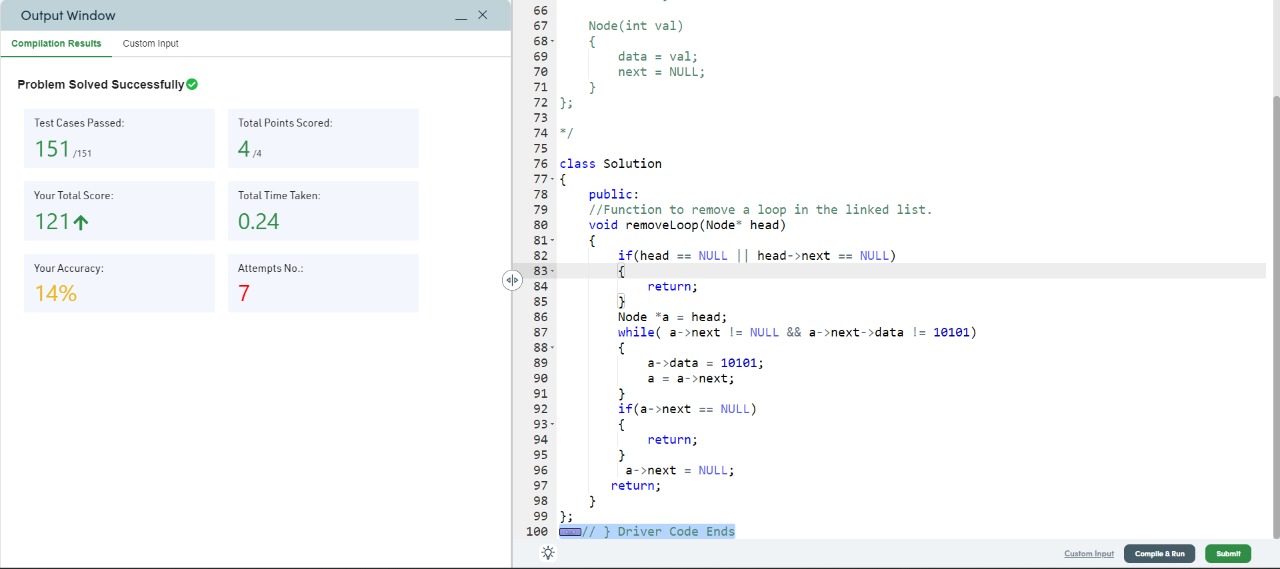 Output Window
Compilation Results
Custom Input
Problem Solved Successfully
Test Cases Passed:
151 /151
Total Points Scored:
4 /4
Your Total Score:
121
Total Time Taken:
0.24
Your Accuracy:
14%
Attempts No.:
7
66
67 Node(int val)
68 {
69 data = val;
70 next = NULL;
71 }
72 };
73
74 */
75
76 class Solution
77 {
78 public:
79 //Function to remove a loop in the linked list.
80 void removeLoop(Node* head)
81 {
82 if(head == NULL || head->next == NULL)
83 {
84 return;
85 }
86 Node *a = head;
87 while( a->next != NULL && a->next->data != 10101)
88 {
89 a->data = 10101;
90 a = a->next;
91 }
92 if(a->next == NULL)
93 {
94 return;
95 }
96 a->next = NULL;
97 return;
98 }
99 };
100 // } Driver Code Ends
Custom Input
Compile & Run
Submit